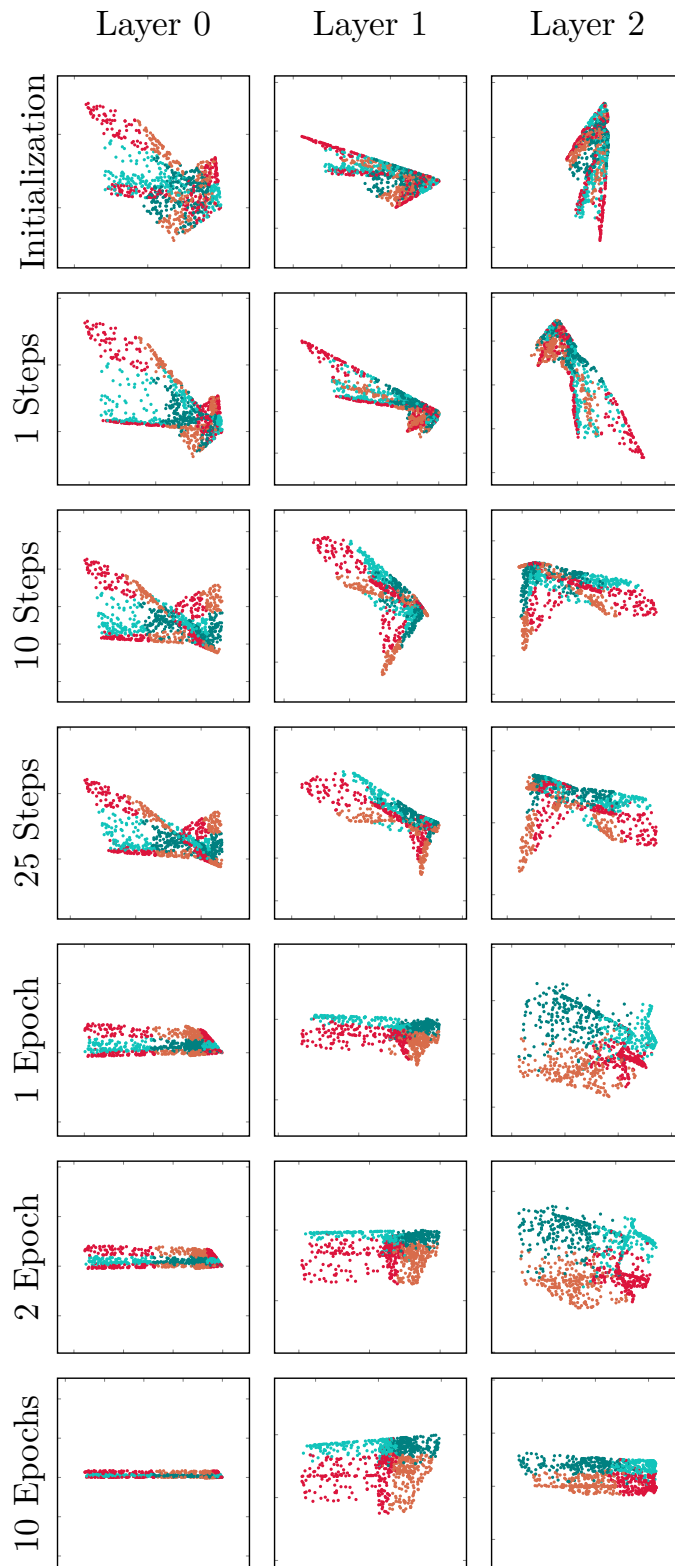 Layer 0
Layer 1
Layer 2
Initialization
1 Steps
10 Steps
25 Steps
1 Epoch
2 Epoch
10 Epochs